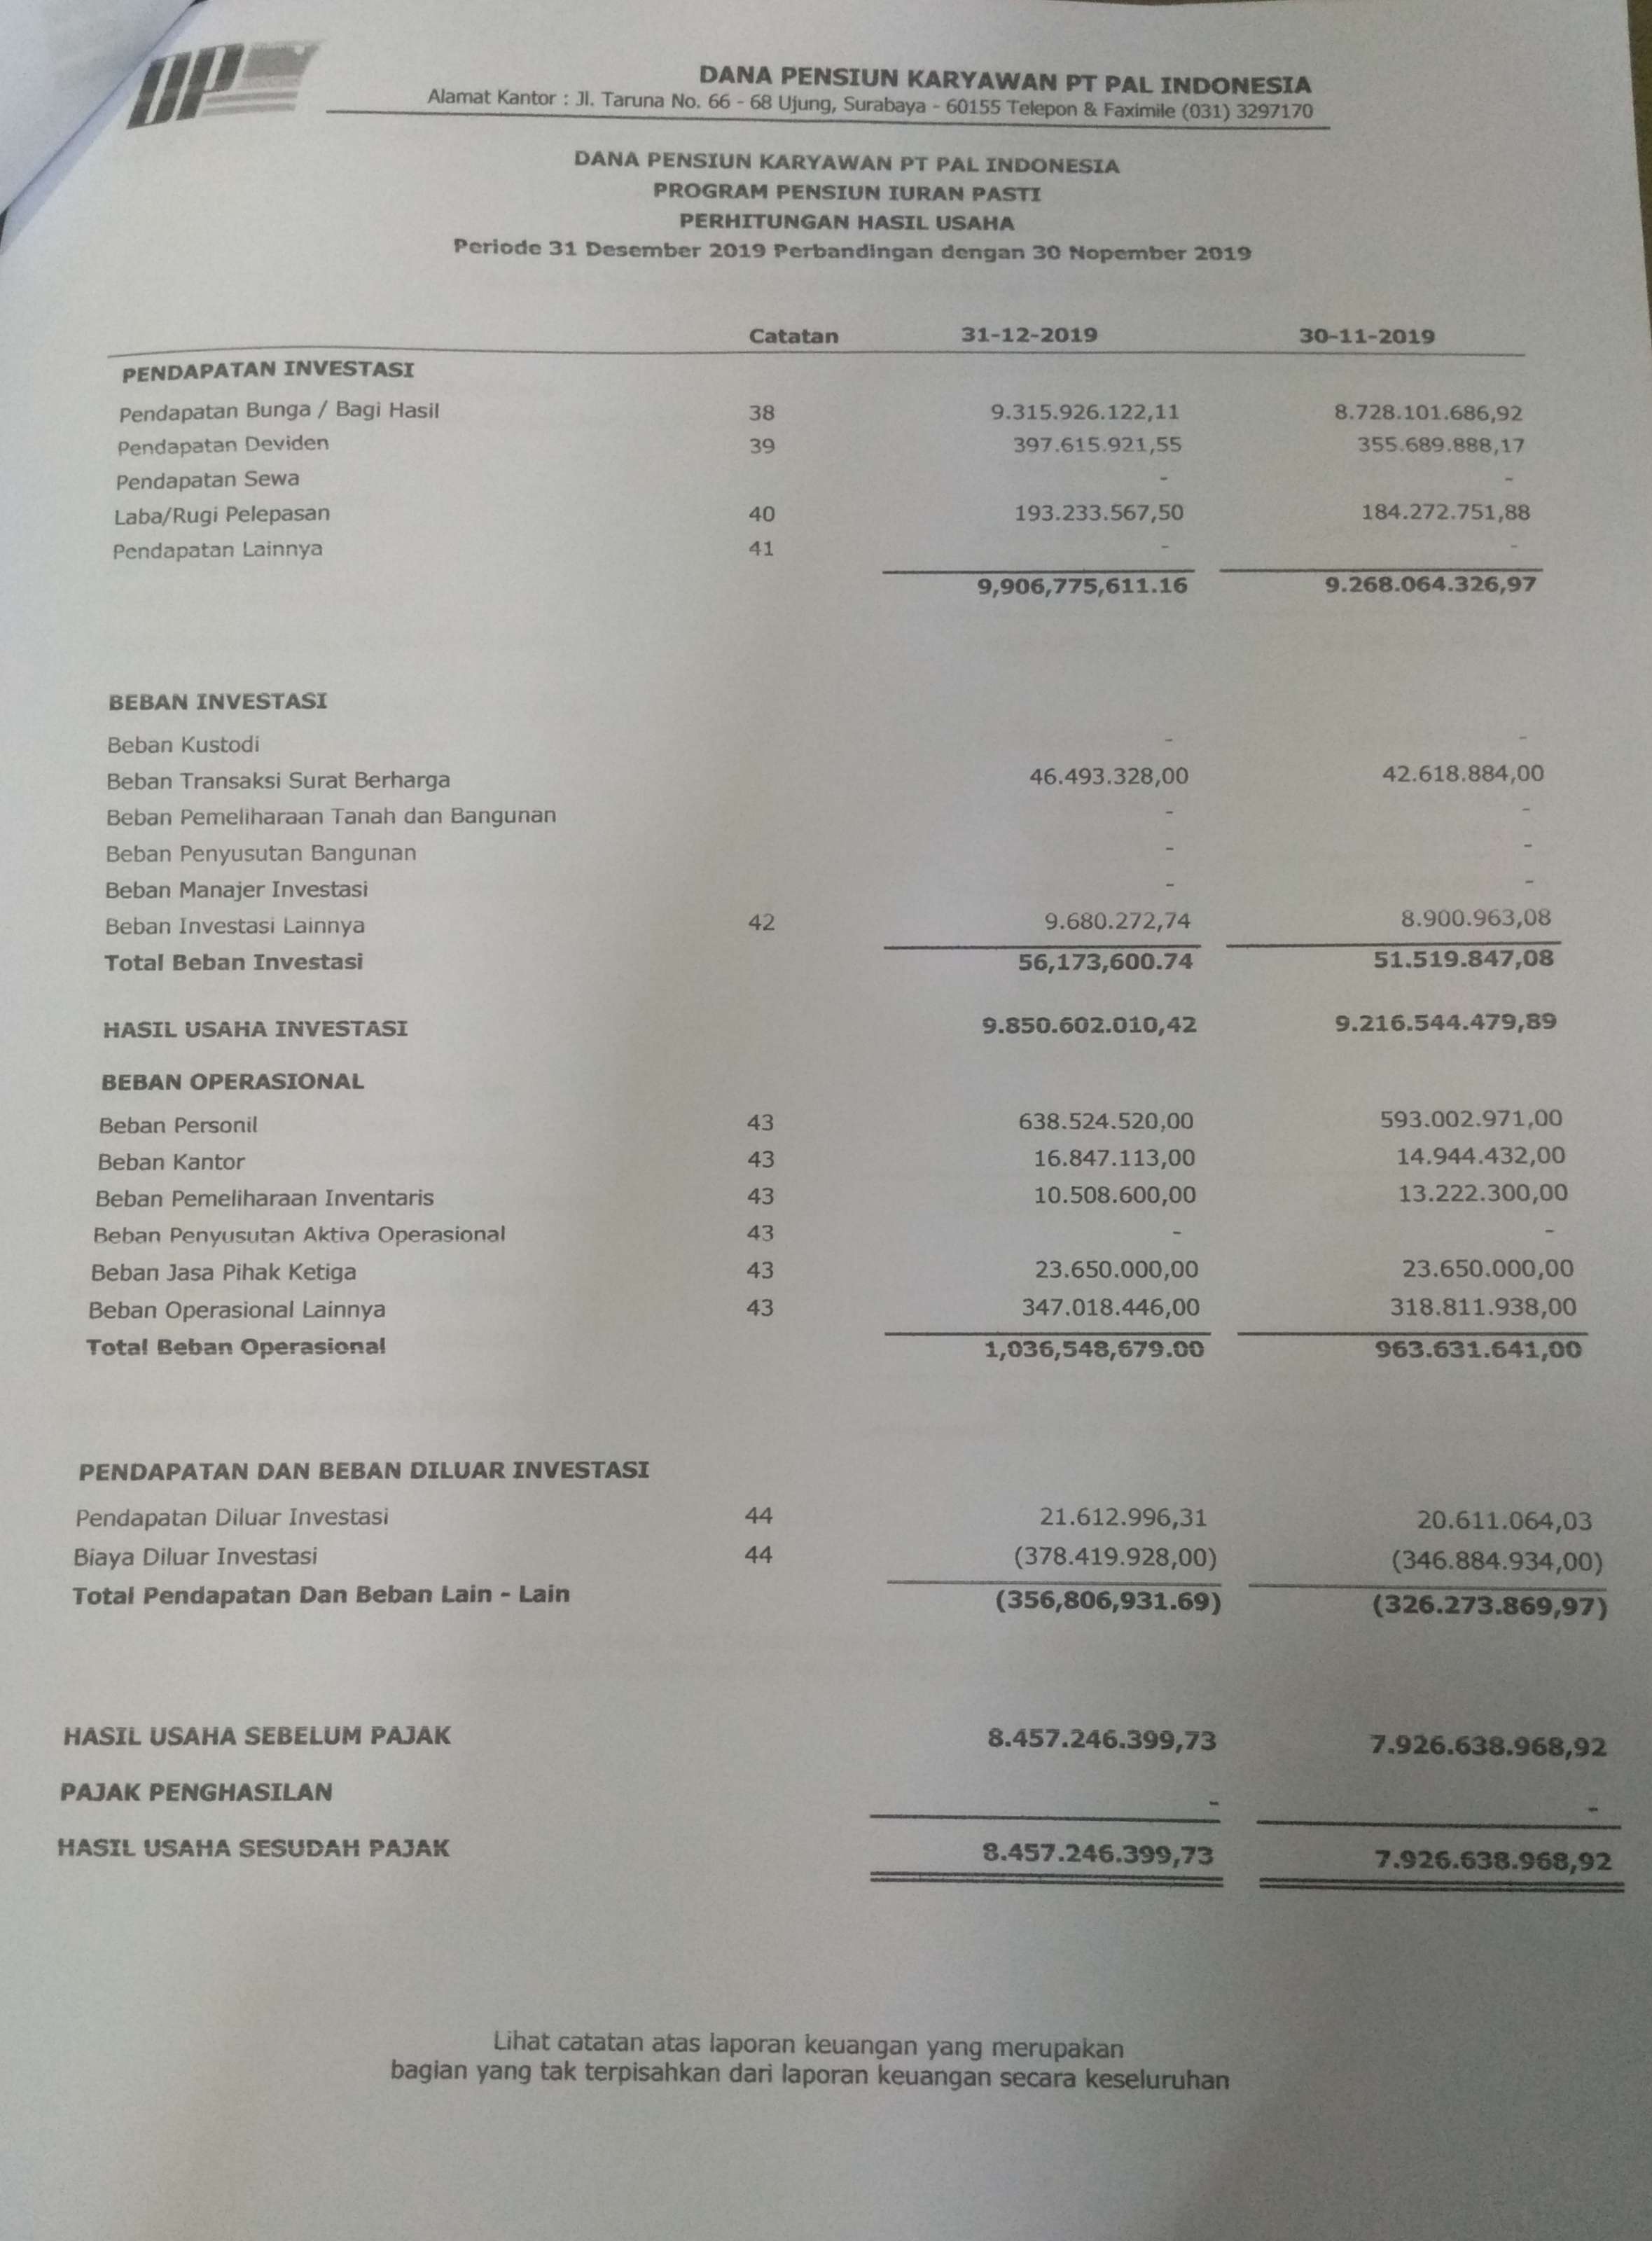 DP
DANA PENSIUN KARYAWAN PT PAL INDONESIA
Alamat Kantor : Jl. Taruna No. 66 - 68 Ujung, Surabaya - 60155 Telepon & Faximile (031) 3297170
DANA PENSIUN KARYAWAN PT PAL INDONESIA
PROGRAM PENSIUN IURAN PASTI
PERHITUNGAN HASIL USAHA
Periode 31 Desember 2019 Perbandingan dengan 30 Nopember 2019
Catatan 31-12-2019 30-11-2019
PENDAPATAN INVESTASI
Pendapatan Bunga / Bagi Hasil 38 9.315.926.122,11 8.728.101.686,92
Pendapatan Deviden 39 397.615.921,55 355.689.888,17
Pendapatan Sewa - -
Laba/Rugi Pelepasan 40 193.233.567,50 184.272.751,88
Pendapatan Lainnya 41 - -
9,906,775,611.16 9.268.064.326,97
BEBAN INVESTASI
Beban Kustodi - -
Beban Transaksi Surat Berharga 46.493.328,00 42.618.884,00
Beban Pemeliharaan Tanah dan Bangunan - -
Beban Penyusutan Bangunan - -
Beban Manajer Investasi - -
Beban Investasi Lainnya 42 9.680.272,74 8.900.963,08
Total Beban Investasi 56,173,600.74 51.519.847,08
HASIL USAHA INVESTASI 9.850.602.010,42 9.216.544.479,89
BEBAN OPERASIONAL
Beban Personil 43 638.524.520,00 593.002.971,00
Beban Kantor 43 16.847.113,00 14.944.432,00
Beban Pemeliharaan Inventaris 43 10.508.600,00 13.222.300,00
Beban Penyusutan Aktiva Operasional 43 - -
Beban Jasa Pihak Ketiga 43 23.650.000,00 23.650.000,00
Beban Operasional Lainnya 43 347.018.446,00 318.811.938,00
Total Beban Operasional 1,036,548,679.00 963.631.641,00
PENDAPATAN DAN BEBAN DILUAR INVESTASI
Pendapatan Diluar Investasi 44 21.612.996,31 20.611.064,03
Biaya Diluar Investasi 44 (378.419.928,00) (346.884.934,00)
Total Pendapatan Dan Beban Lain - Lain (356,806,931.69) (326.273.869,97)
HASIL USAHA SEBELUM PAJAK 8.457.246.399,73 7.926.638.968,92
PAJAK PENGHASILAN - -
HASIL USAHA SESUDAH PAJAK 8.457.246.399,73 7.926.638.968,92
Lihat catatan atas laporan keuangan yang merupakan
bagian yang tak terpisahkan dari laporan keuangan secara keseluruhan